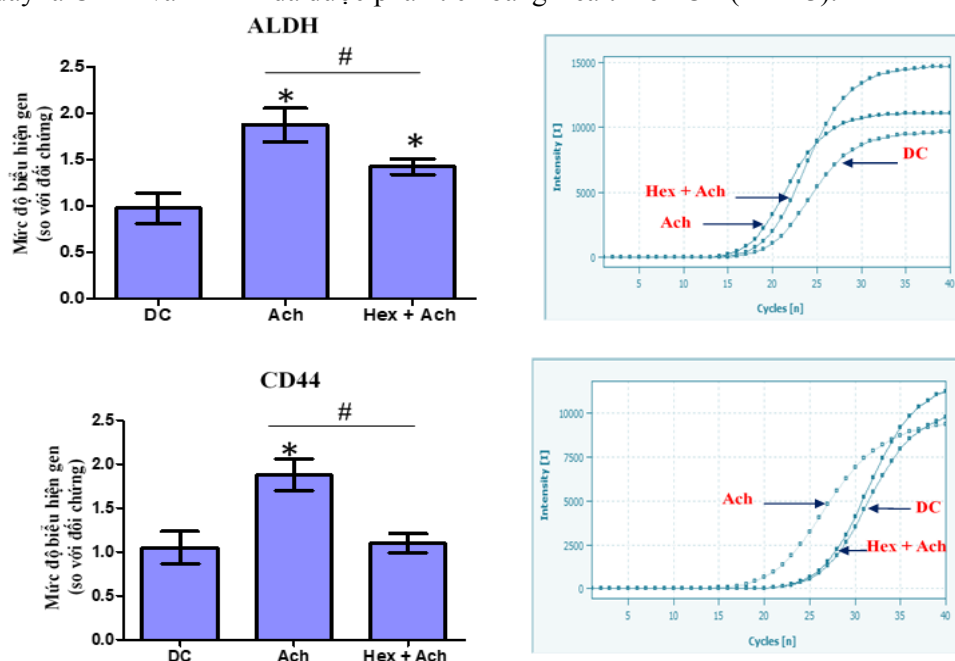 ALDH
Mức độ biểu hiện gen
(so với đối chứng)
2.5
2.0
1.5
1.0
0.5
0.0
#
*
*
DC
Ach
Hex + Ach
Intensity [I]
15000
10000
5000
0
DC
Hex + Ach
Ach
5
10
15
20
25
30
35
40
Cycles [n]
CD44
Mức độ biểu hiện gen
(so với đối chứng)
2.5
2.0
1.5
1.0
0.5
0.0
#
*
DC
Ach
Hex + Ach
Intensity [I]
10000
7500
5000
2500
0
Ach
DC
Hex + Ach
5
10
15
20
25
30
35
40
Cycles [n]